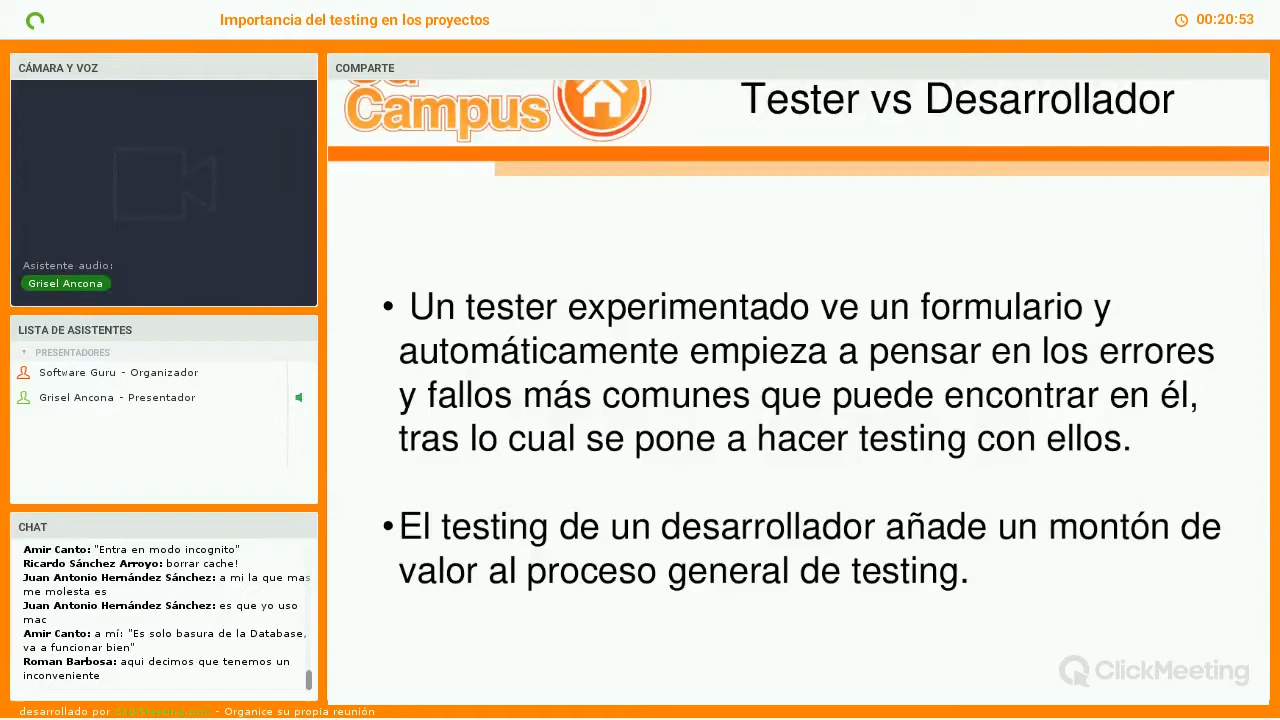 Importancia del testing en los proyectos
00:20:53
CÁMARA Y VOZ
Asistente audio:
Grisel Ancona
LISTA DE ASISTENTES
PRESENTADORES
Software Guru - Organizador
Grisel Ancona - Presentador
CHAT
Amir Canto: "Entra en modo incognito"
Ricardo Sánchez Arroyo: borrar cache!
Juan Antonio Hernández Sánchez: a mi la que mas
me molesta es
Juan Antonio Hernández Sánchez: es que yo uso
mac
Amir Canto: a mí: "Es solo basura de la Database,
va a funcionar bien"
Roman Barbosa: aqui decimos que tenemos un
inconveniente
COMPARTE
Campus
Tester vs Desarrollador
• Un tester experimentado ve un formulario y
automáticamente empieza a pensar en los errores
y fallos más comunes que puede encontrar en él,
tras lo cual se pone a hacer testing con ellos.
• El testing de un desarrollador añade un montón de
valor al proceso general de testing.
ClickMeeting
desarrollado por ClickMeeting.com - Organice su propia reunión